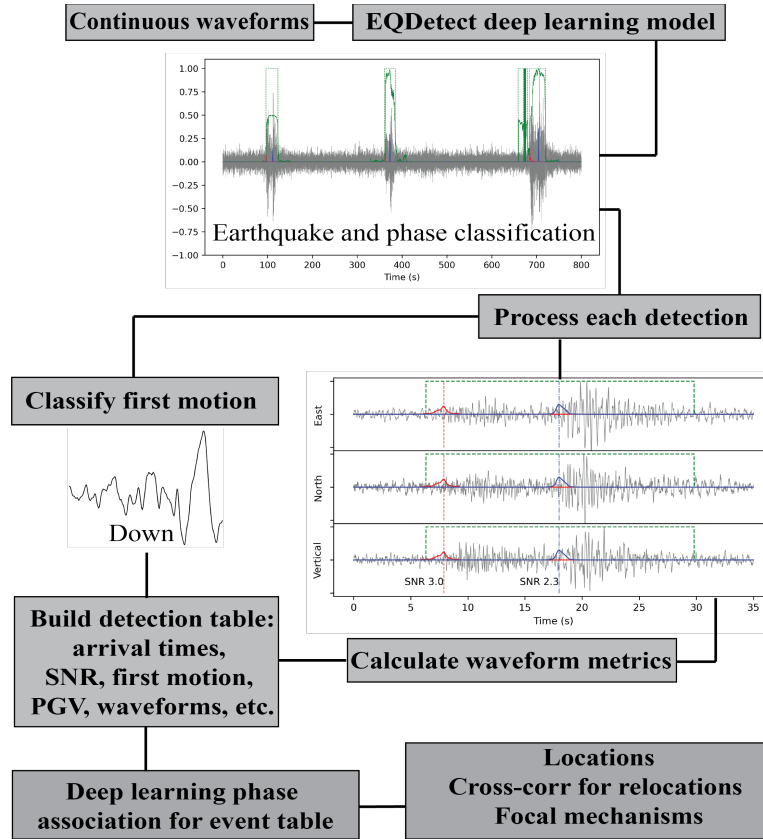 Continuous waveforms
EQDetect deep learning model
1.00
0.75
0.50
0.25
0.00
−0.25
−0.50
−0.75
−1.00
Earthquake and phase classification
0 100 200 300 400 500 600 700 800
Time (s)
Process each detection
Classify first motion
Down
East
North
Vertical
SNR 3.0
SNR 2.3
0 5 10 15 20 25 30 35
Time (s)
Build detection table:
arrival times,
SNR, first motion,
PGV, waveforms, etc.
Calculate waveform metrics
Deep learning phase
association for event table
Locations
Cross-corr for relocations
Focal mechanisms